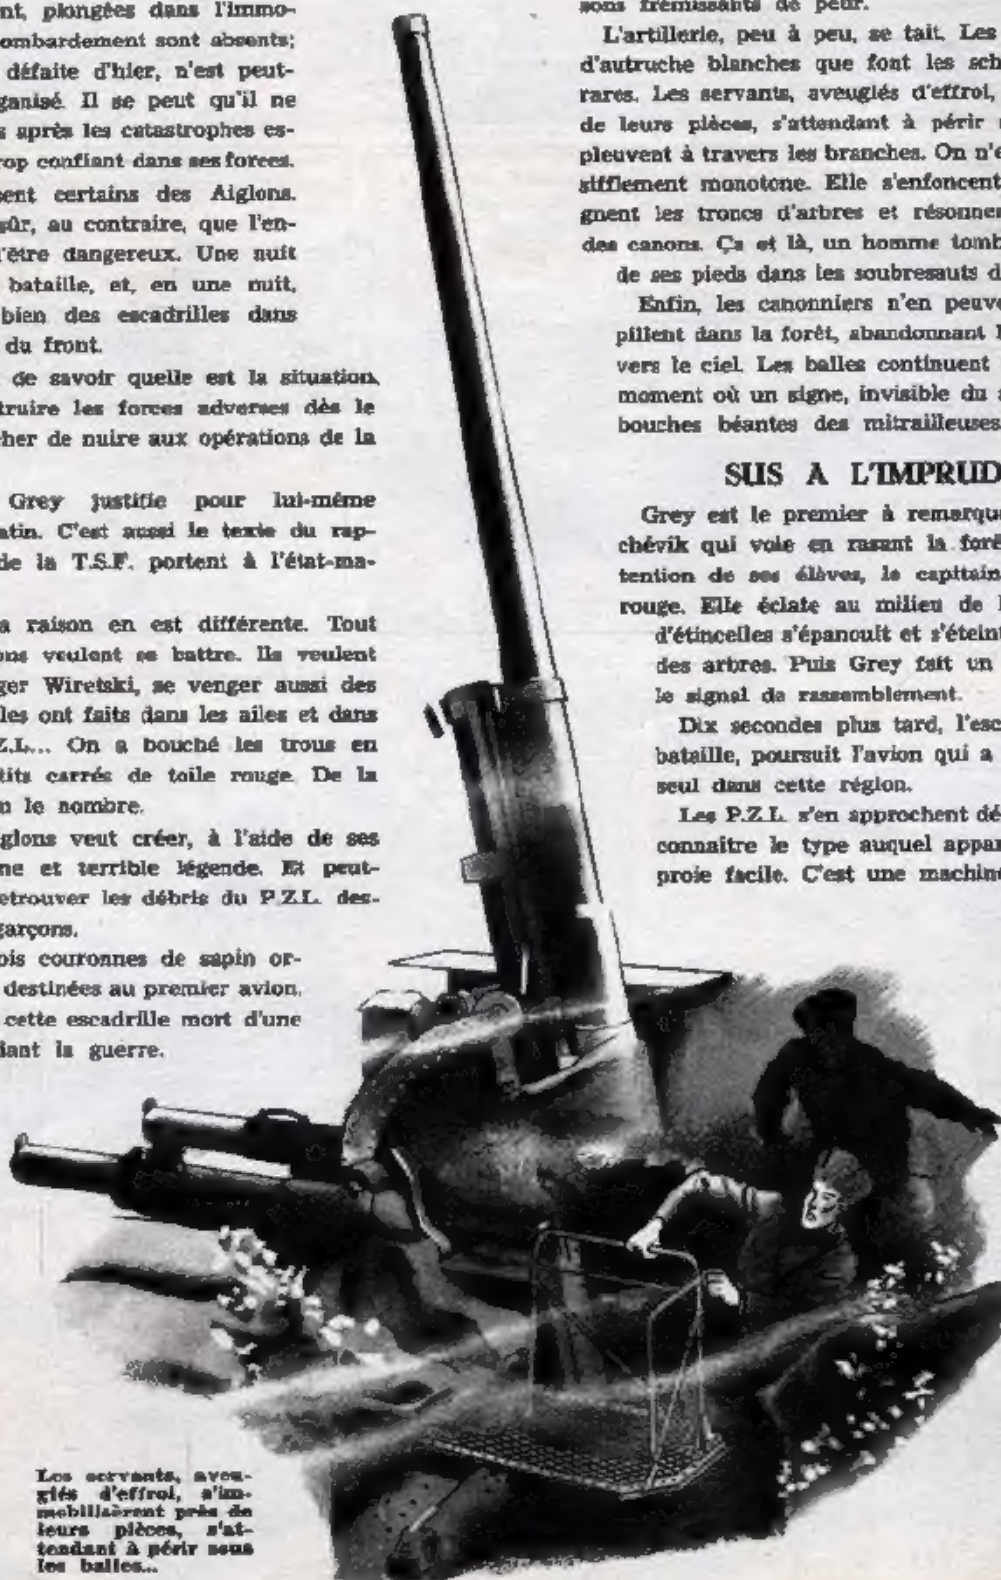 nt, plongées dans l'immo-
ombardement sont absents;
défaite d'hier, n'est peut-
ganisé. Il se peut qu'il ne
s après les catastrophes es-
rop confiant dans ses forces.
sent certains des Aiglons.
sûr, au contraire, que l'en-
l'être dangereux. Une nuit
bataille, et, en une nuit,
bien des escadrilles dans
du front.
de savoir quelle est la situation,
truire les forces adverses dès le
cher de nuire aux opérations de la
Grey justifie pour lui-même
atin. C'est aussi le texte du rap-
de la T.S.F. portent à l'état-ma-
a raison en est différente. Tout
ons veulent se battre. Ils veulent
ger Wiretski, se venger aussi des
lles ont faits dans les ailes et dans
Z.L... On a bouché les trous en
tits carrés de toile rouge. De la
n le nombre.
glons veut créer, à l'aide de ses
ne et terrible légende. Et peut-
etrouver les débris du P.Z.L. des-
garçons.
ois couronnes de sapin or-
destinées au premier avion,
cette escadrille mort d'une
diant la guerre.
Les servants, aveu-
glés d'effroi, s'im-
mobilisèrent près de
leurs pièces, s'at-
tendant à périr sous
les balles...
sons frémissants de peur.
L'artillerie, peu à peu, se tait. Les
d'autruche blanches que font les sch
rares. Les servants, aveuglés d'effroi,
de leurs pièces, s'attendant à périr
pleuvent à travers les branches. On n'e
sifflement monotone. Elle s'enfoncent
gnent les troncs d'arbres et résonne
des canons. Ça et là, un homme tomb
de ses pieds dans les soubresauts d
Enfin, les canonniers n'en peuve
pillent dans la forêt, abandonnant l
vers le ciel. Les balles continuent
moment où un signe, invisible du
bouches béantes des mitrailleuses
SUS A L'IMPRUD
Grey est le premier à remarque
chévik qui vole en rasant la forê
tention de ses élèves, le capitain
rouge. Elle éclate au milieu de l
d'étincelles s'épanouit et s'éteint
des arbres. Puis Grey fait un
le signal de rassemblement.
Dix secondes plus tard, l'esc
bataille, poursuit l'avion qui a
seul dans cette région.
Les P.Z.L. s'en approchent dé
connaitre le type auquel appar
proie facile. C'est une machine